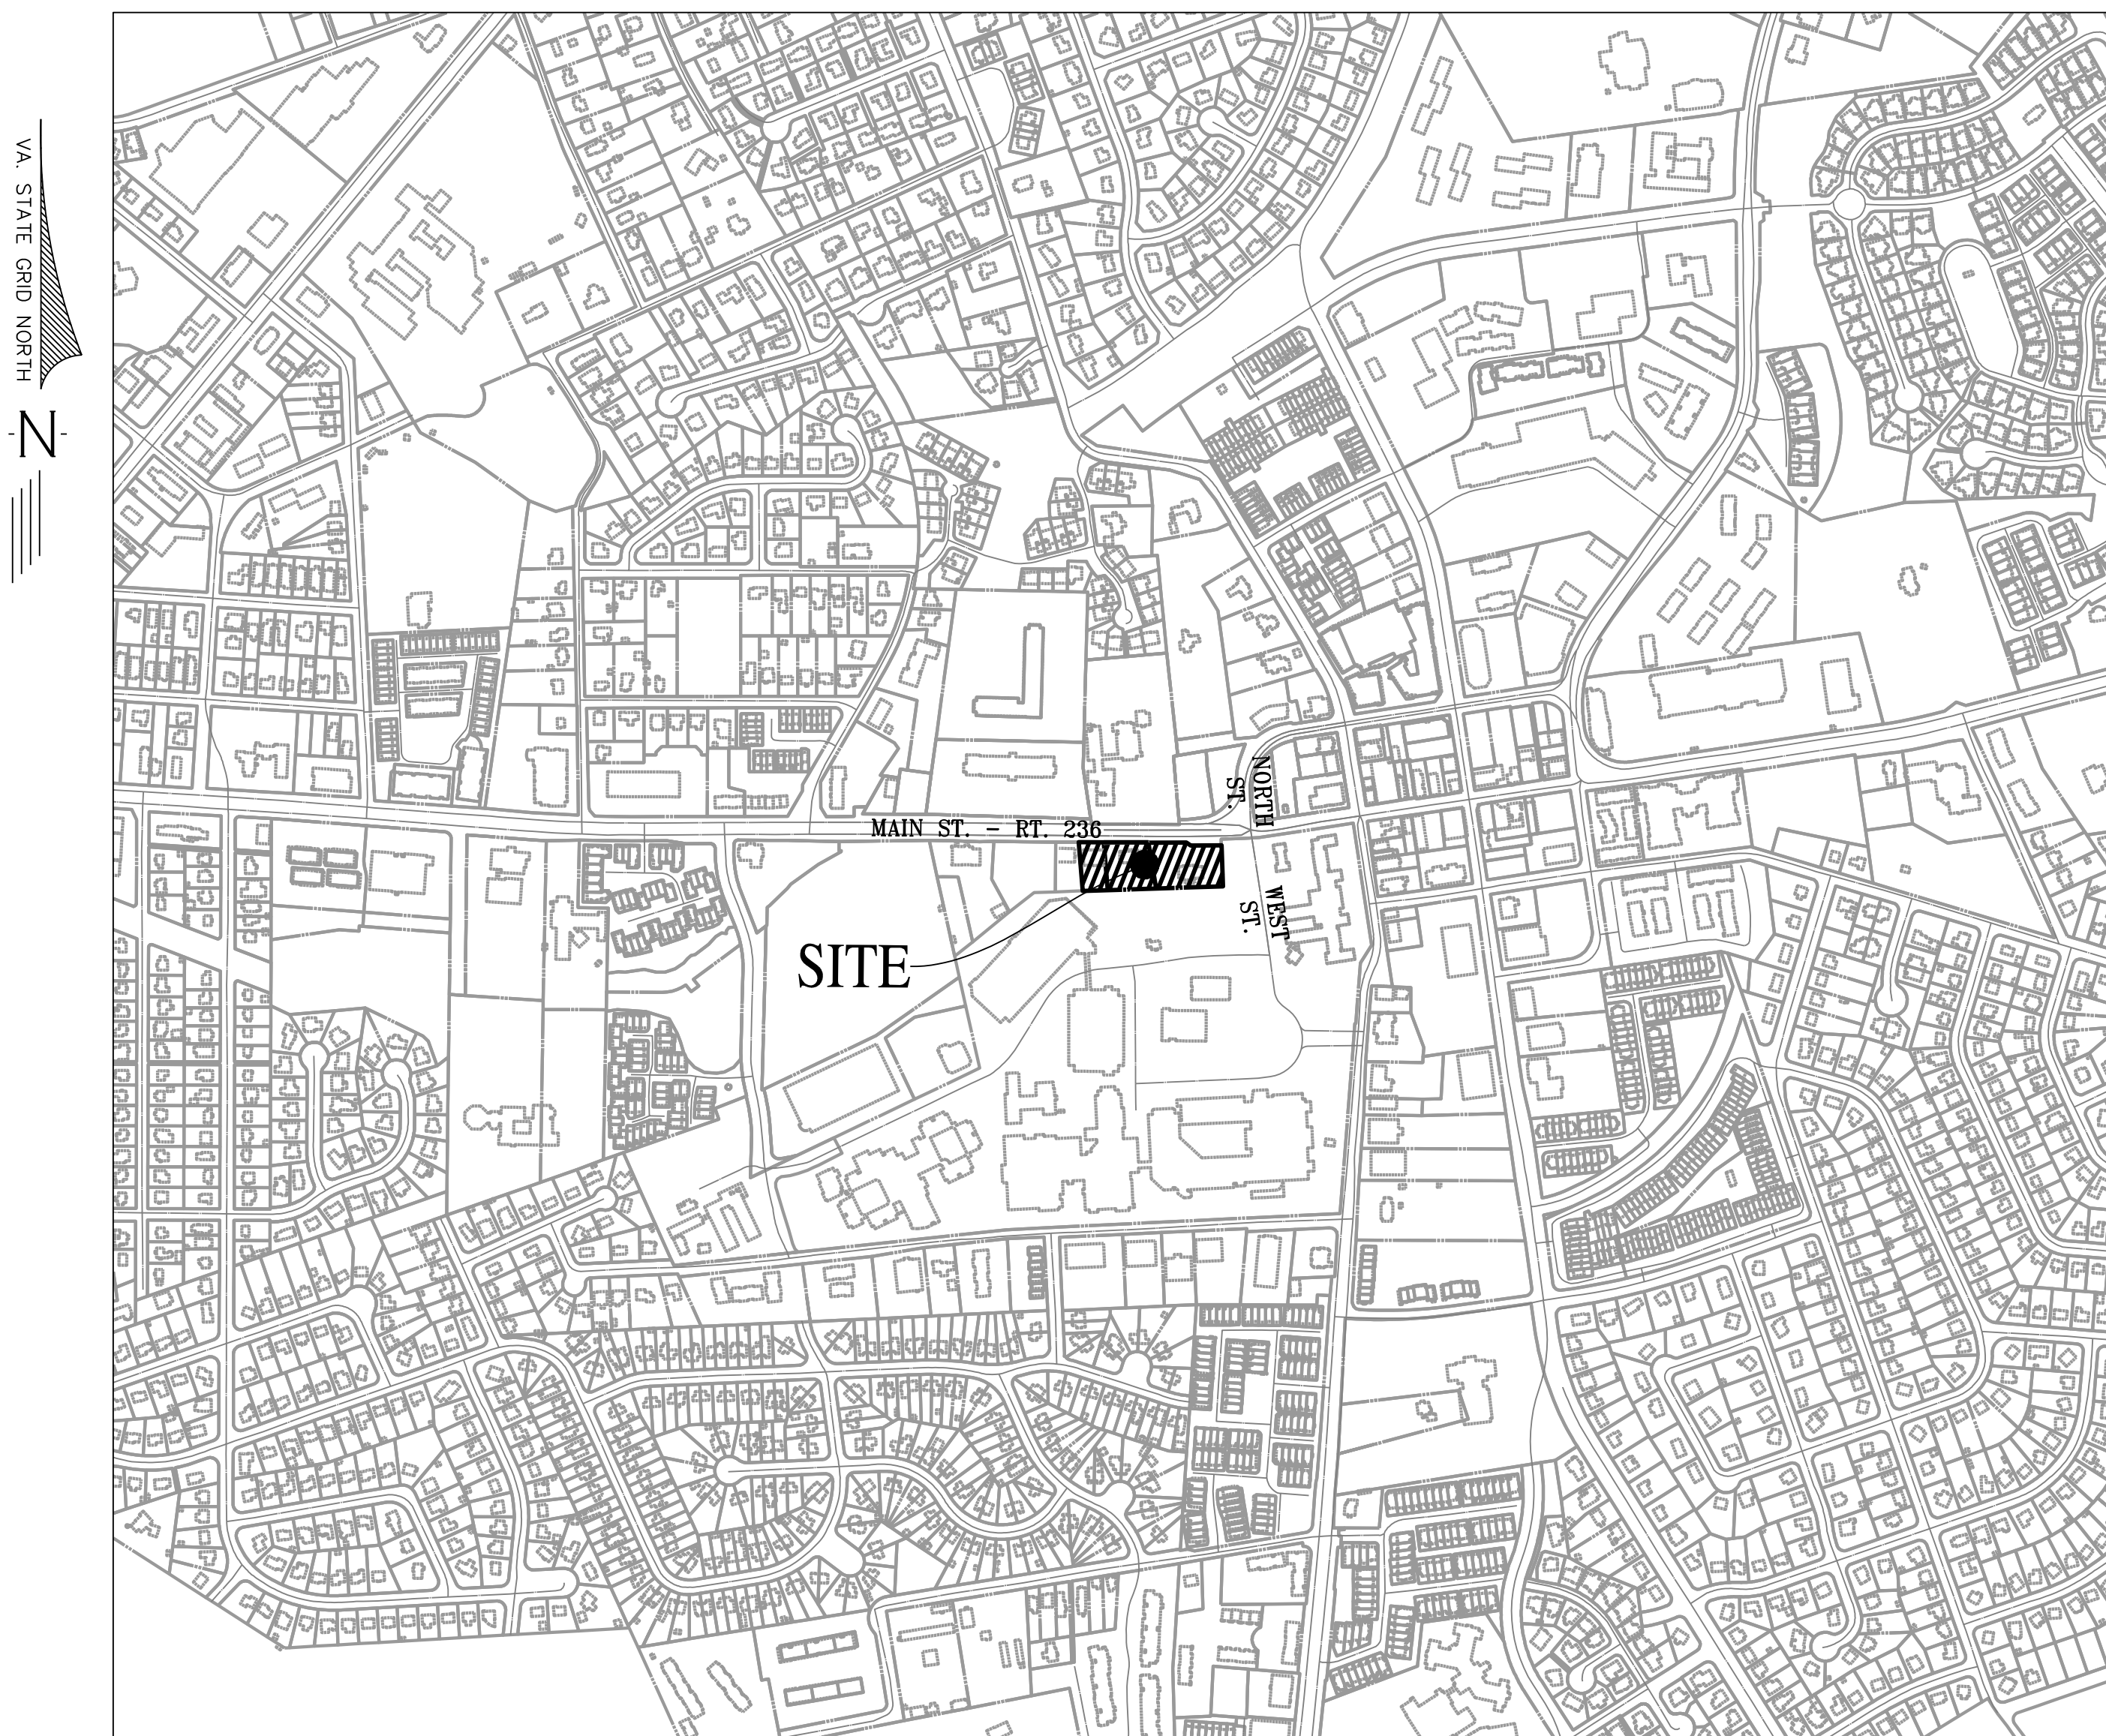 VA. STATE GRID NORTH
N
NORTH
ST.
MAIN ST. - RT. 236
WEST
ST.
SITE